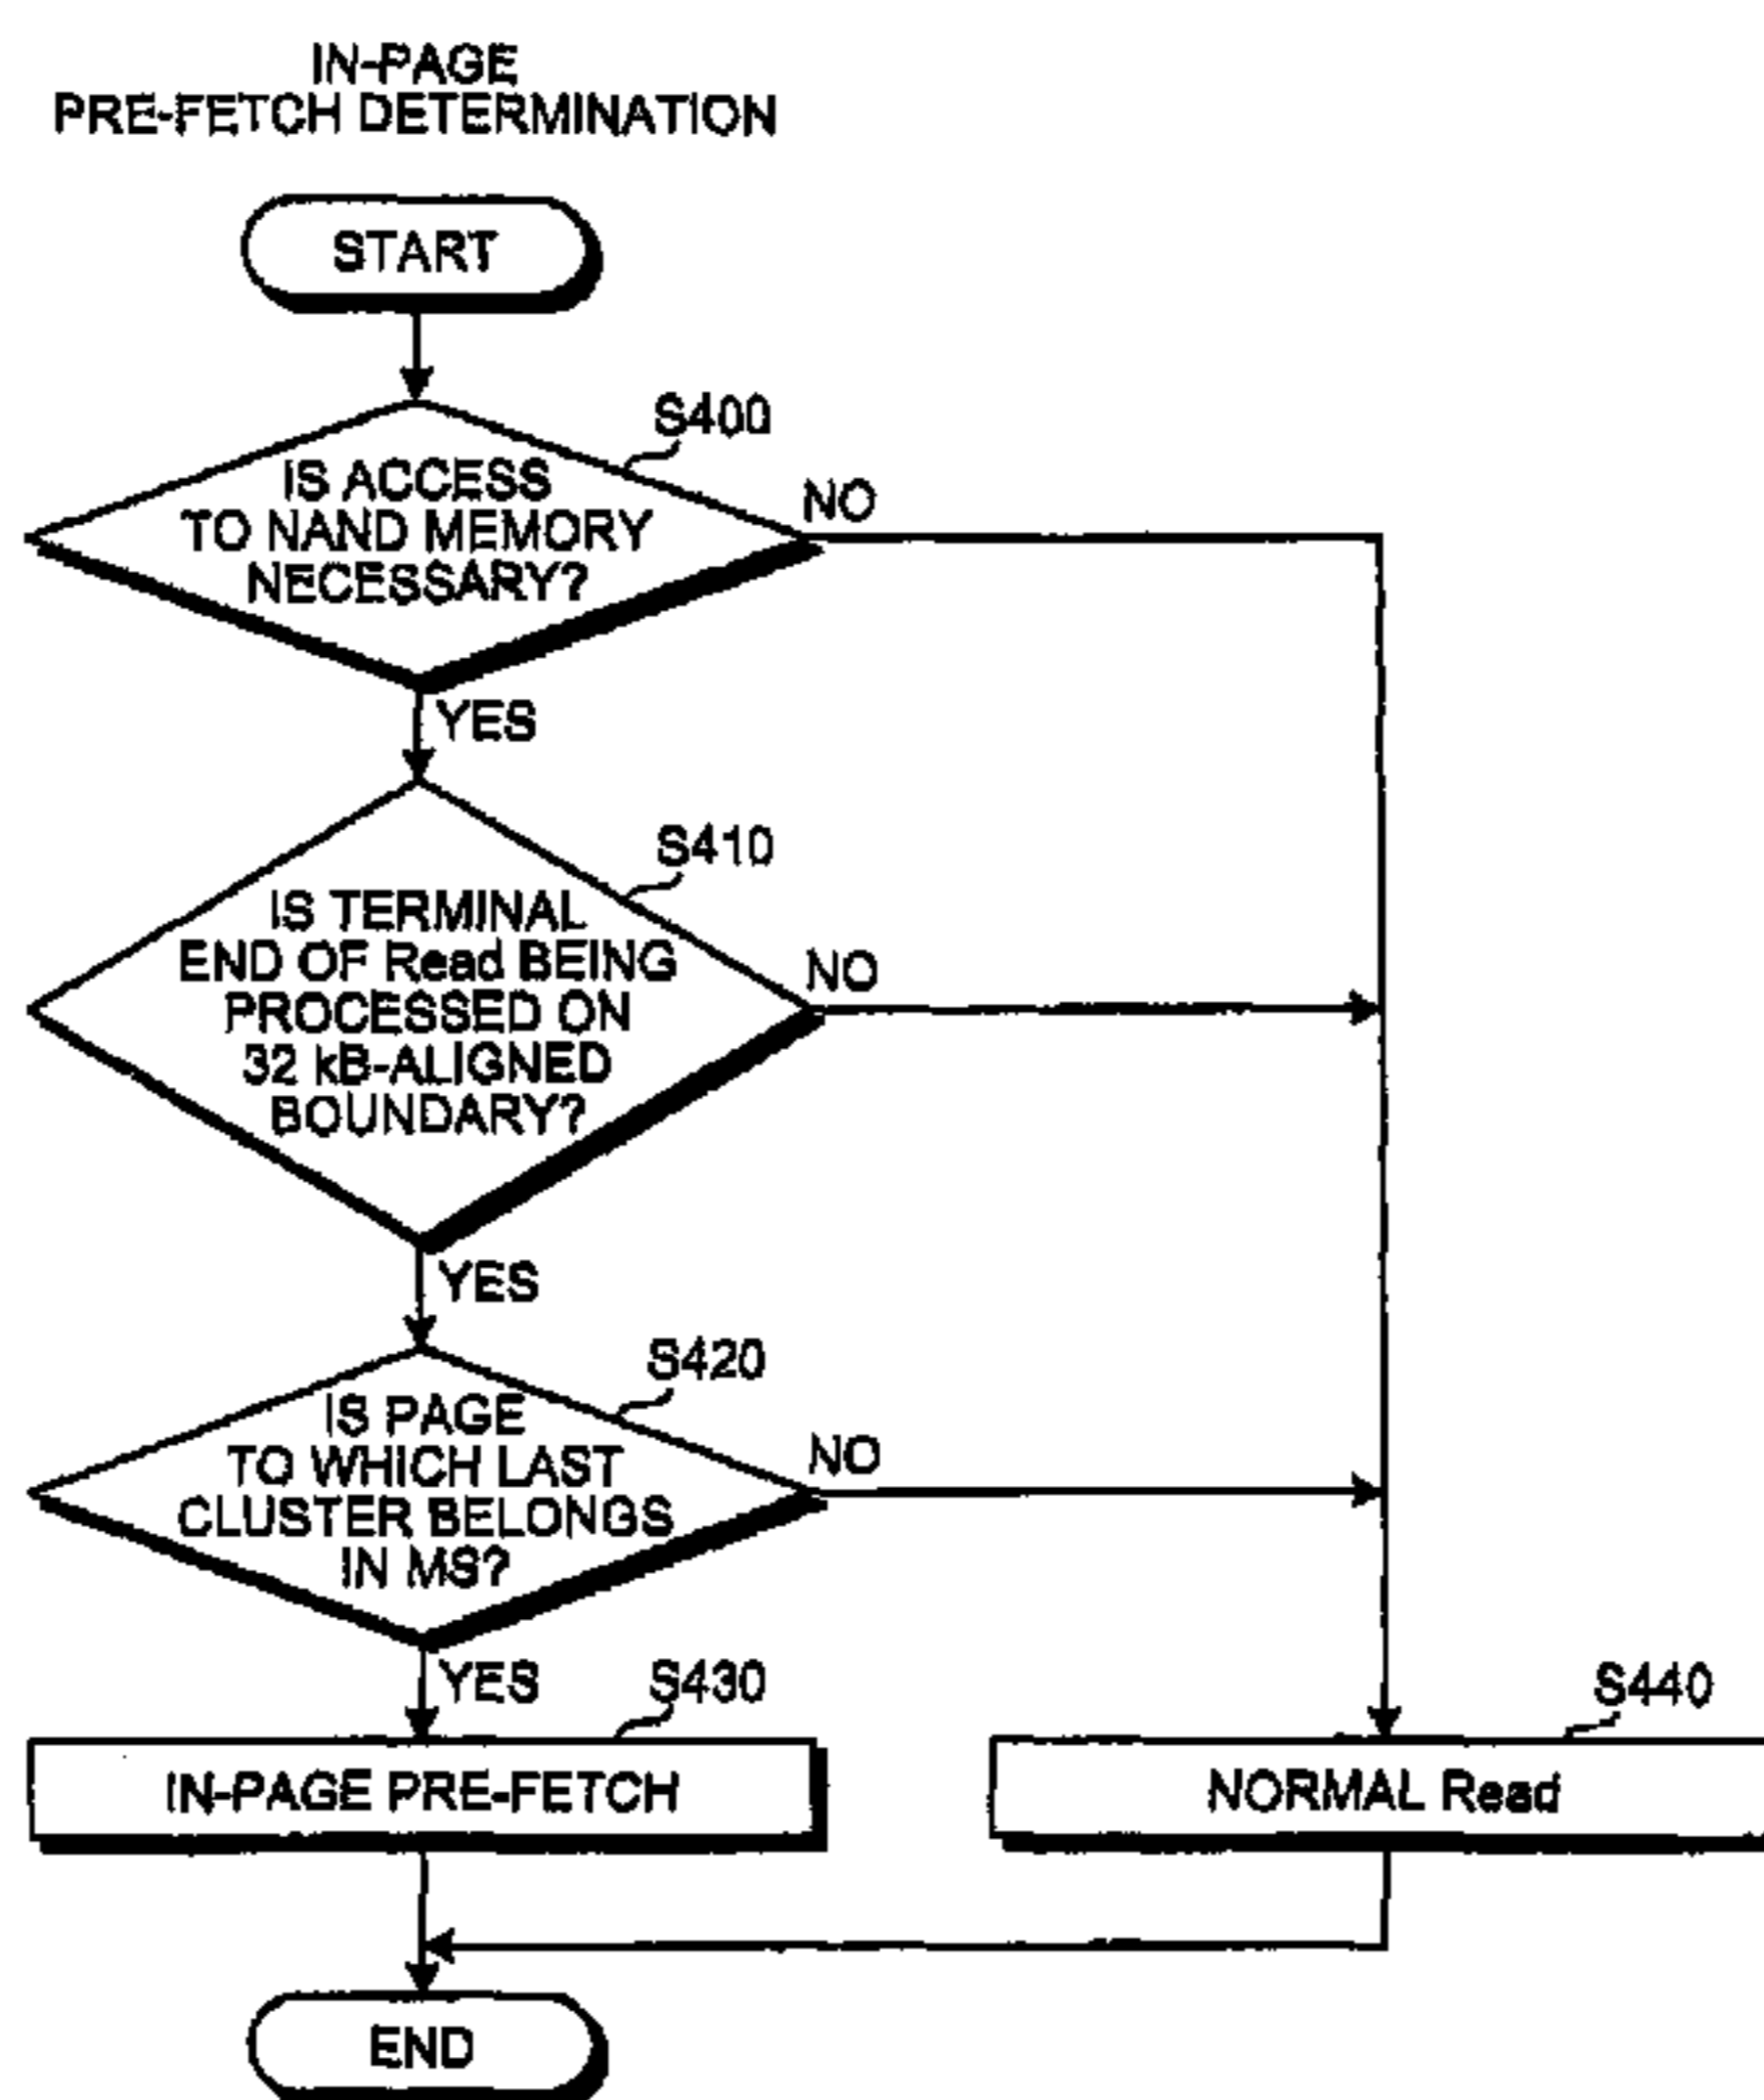 IN-PAGE
PRE-FETCH DETERMINATION
START
S400
IS ACCESS
TO NAND MEMORY
NECESSARY?
NO
YES
S410
IS TERMINAL
END OF Read BEING
PROCESSED ON
32 kB-ALIGNED
BOUNDARY?
NO
YES
S420
IS PAGE
TO WHICH LAST
CLUSTER BELONGS
IN MS?
NO
YES
S430
S440
IN-PAGE PRE-FETCH
NORMAL Read
END